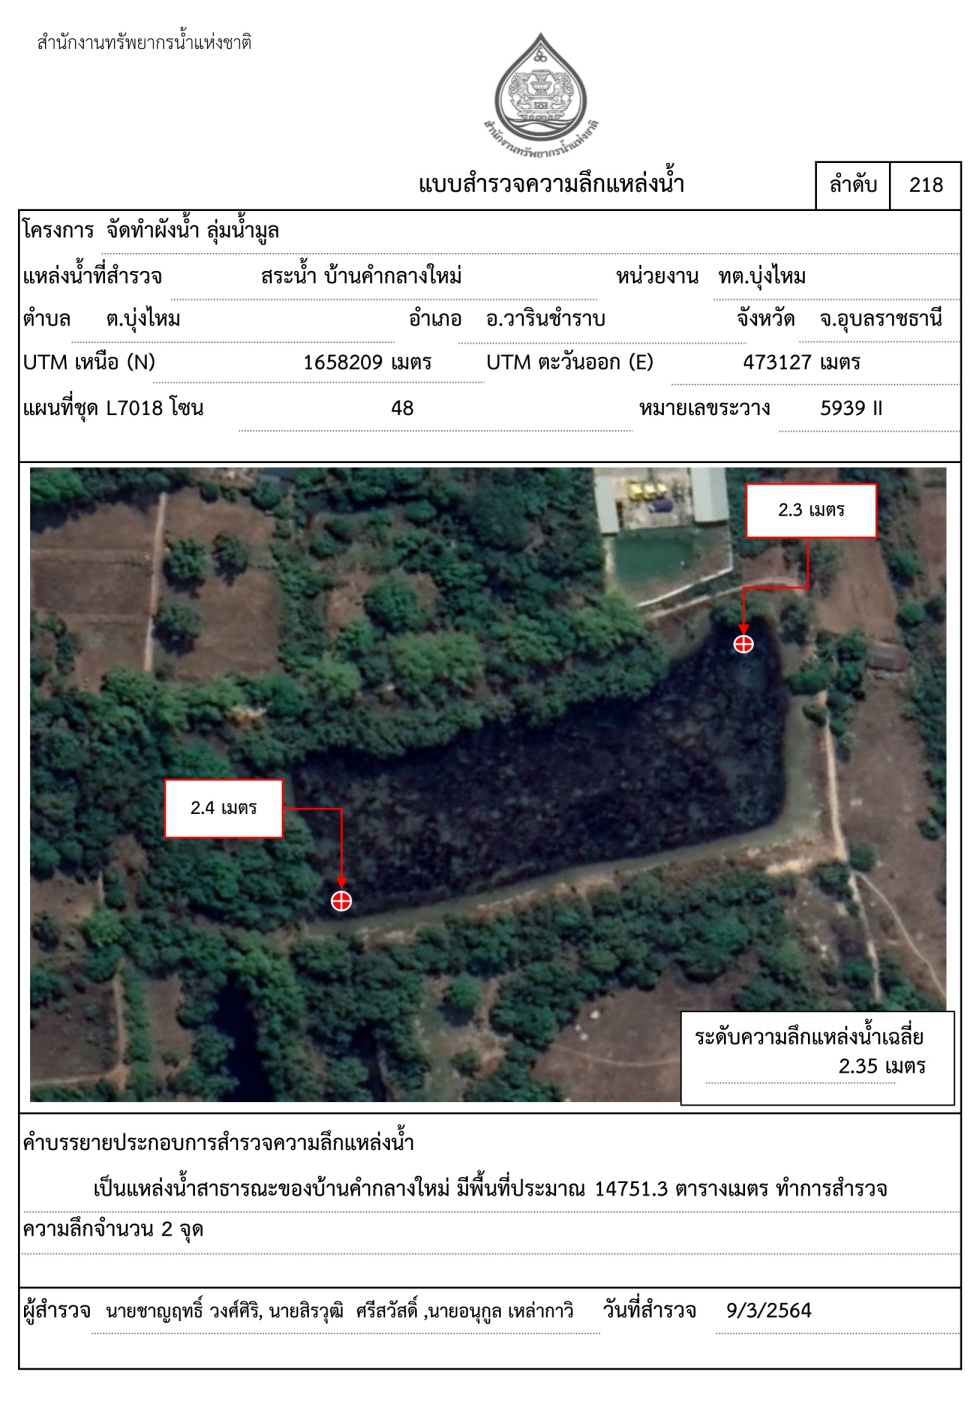 สำนักงานทรัพยากรน้ำแห่งชาติ
สำนักงานทรัพยากรน้ำแห่งชาติ
แบบสำรวจความลึกแหล่งน้ำ ลำดับ 218
โครงการ จัดทำผังน้ำ ลุ่มน้ำมูล
แหล่งน้ำที่สำรวจ สระน้ำ บ้านคำกลางใหม่ หน่วยงาน ทต.บุ่งไหม
ตำบล ต.บุ่งไหม อำเภอ อ.วารินชำราบ จังหวัด จ.อุบลราชธานี
UTM เหนือ (N) 1658209 เมตร UTM ตะวันออก (E) 473127 เมตร
แผนที่ชุด L7018 โซน 48 หมายเลขระวาง 5939 II
2.3 เมตร
2.4 เมตร
ระดับความลึกแหล่งน้ำเฉลี่ย
2.35 เมตร
คำบรรยายประกอบการสำรวจความลึกแหล่งน้ำ
เป็นแหล่งน้ำสาธารณะของบ้านคำกลางใหม่ มีพื้นที่ประมาณ 14751.3 ตารางเมตร ทำการสำรวจ
ความลึกจำนวน 2 จุด
ผู้สำรวจ นายชาญฤทธิ์ วงศ์ศิริ, นายสิรวุฒิ ศรีสวัสดิ์ ,นายอนุกูล เหล่ากาวี วันที่สำรวจ 9/3/2564